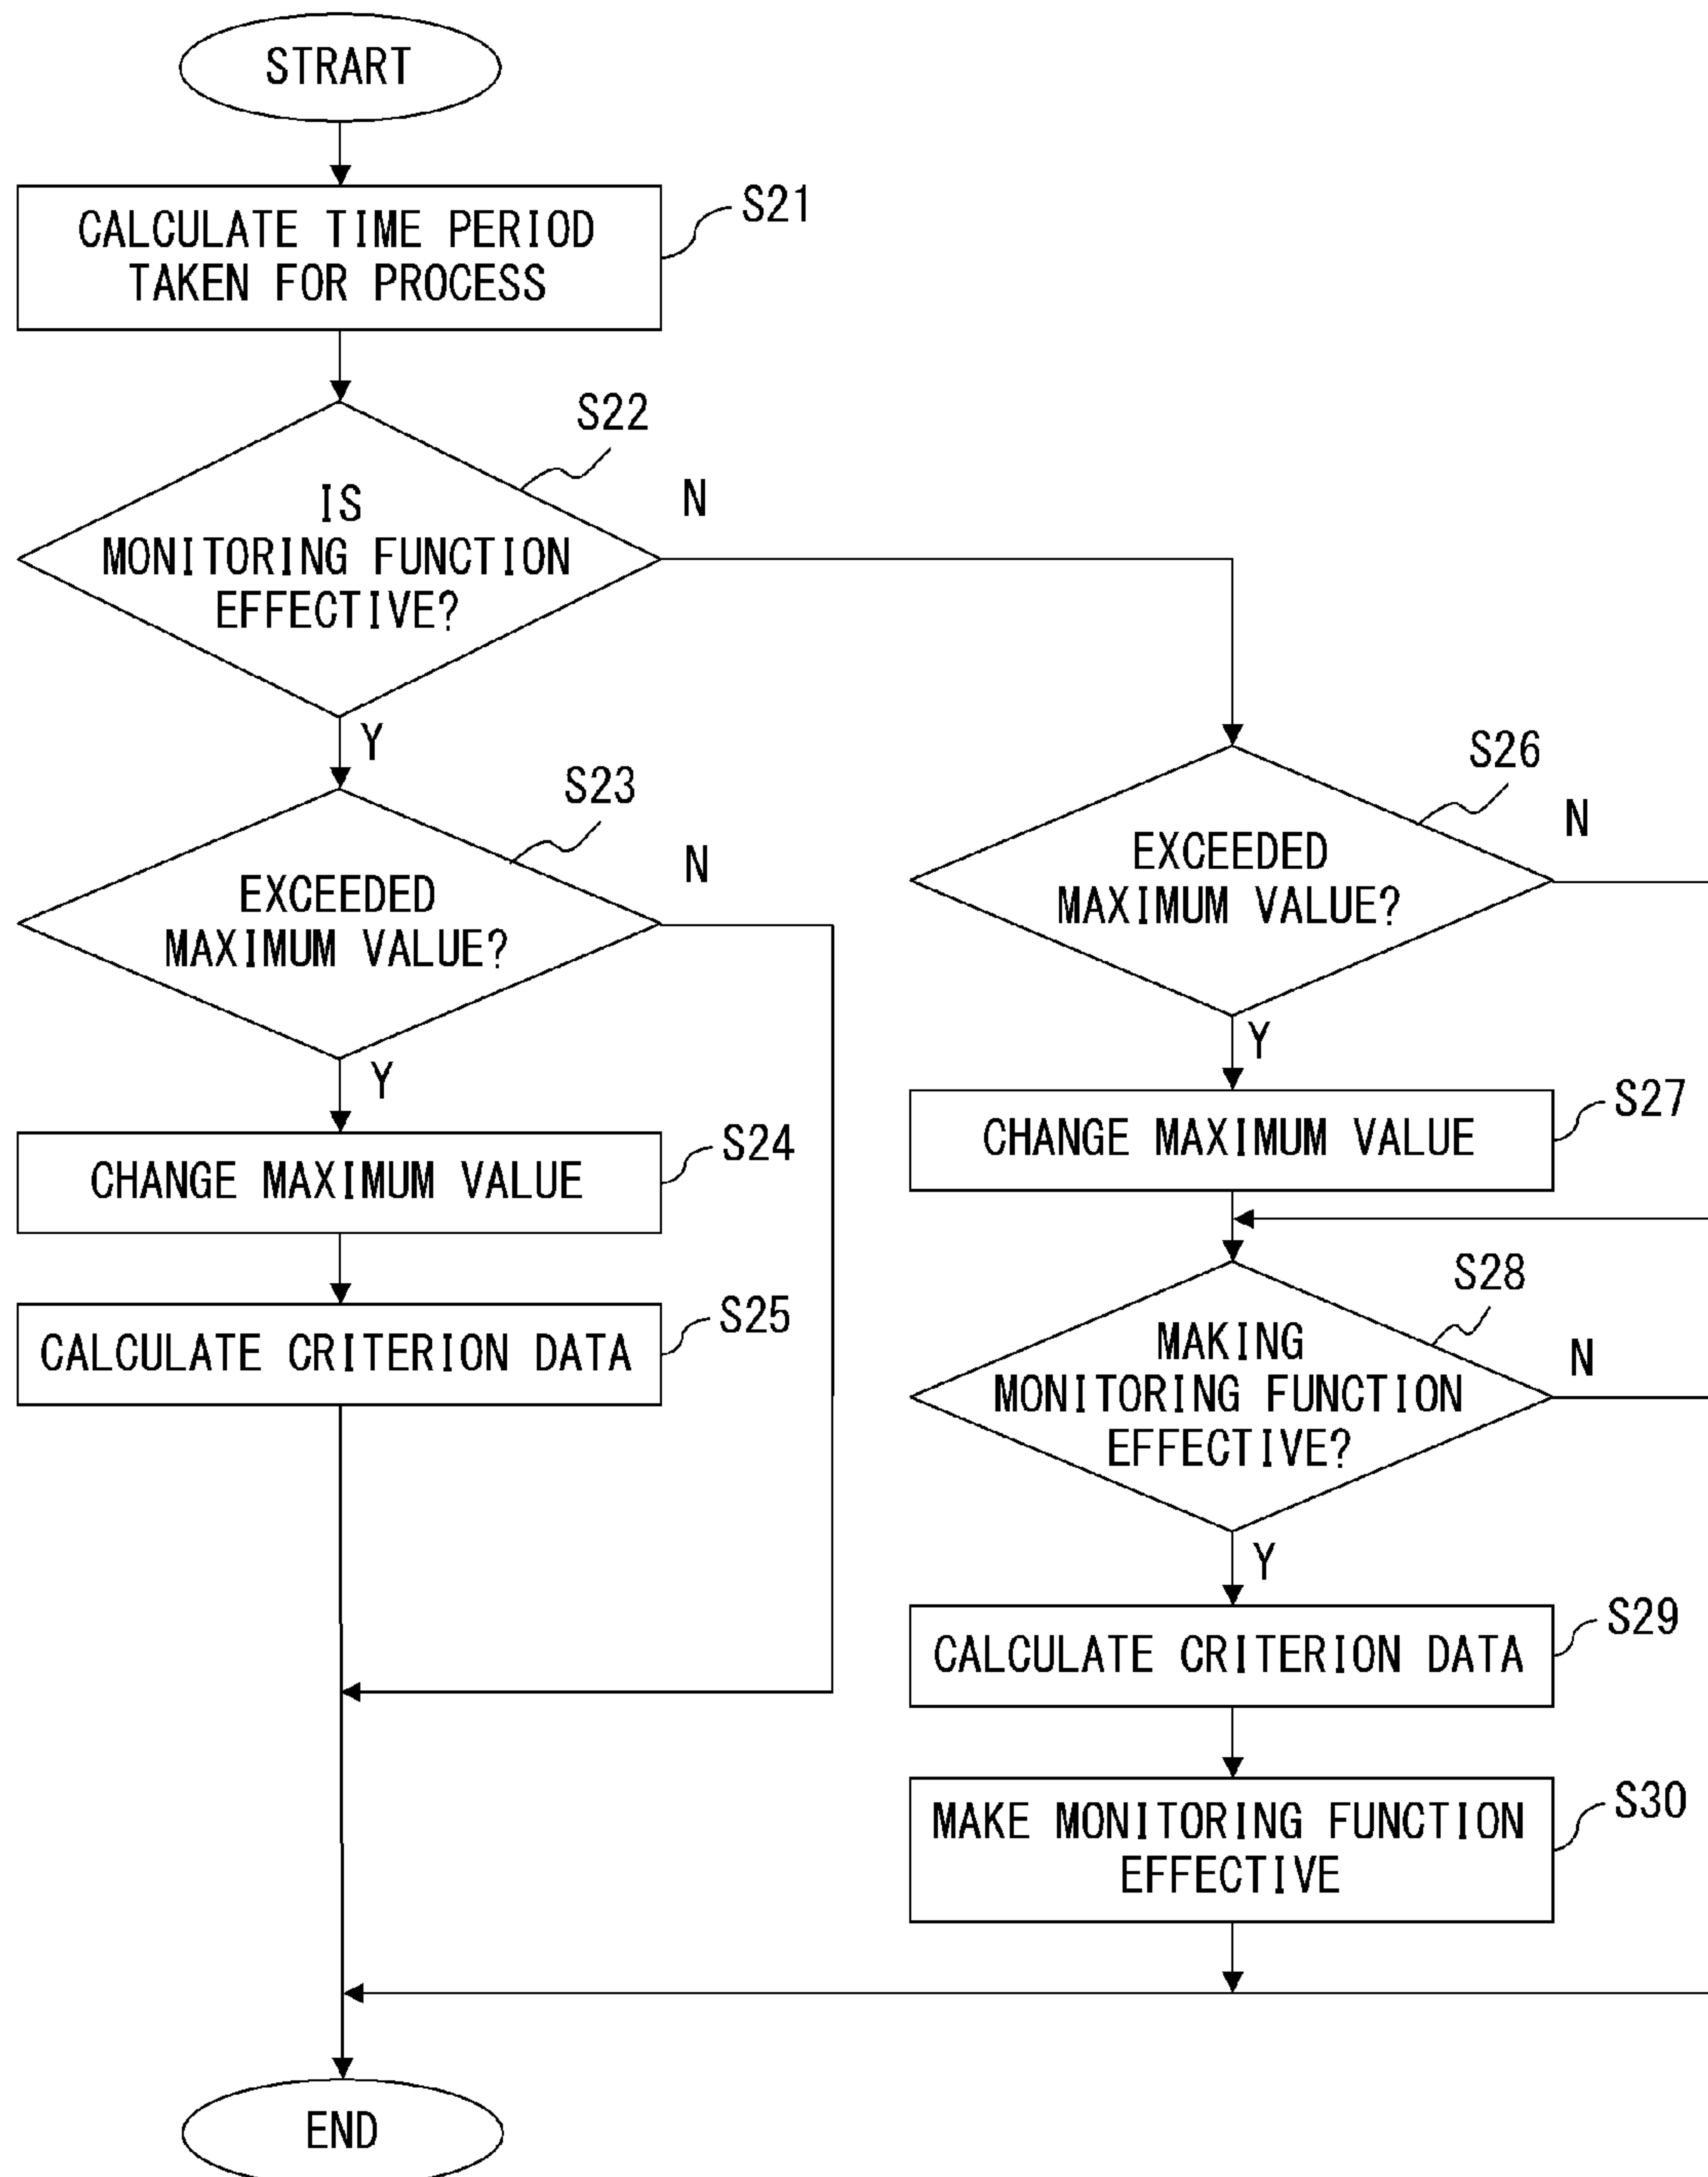 STRART
CALCULATE TIME PERIOD
TAKEN FOR PROCESS
S21
S22
IS
MONITORING FUNCTION
EFFECTIVE?
N
Y
S23
EXCEEDED
MAXIMUM VALUE?
N
Y
CHANGE MAXIMUM VALUE
S24
CALCULATE CRITERION DATA
S25
S26
EXCEEDED
MAXIMUM VALUE?
N
Y
CHANGE MAXIMUM VALUE
S27
S28
MAKING
MONITORING FUNCTION
EFFECTIVE?
N
Y
CALCULATE CRITERION DATA
S29
MAKE MONITORING FUNCTION
EFFECTIVE
S30
END